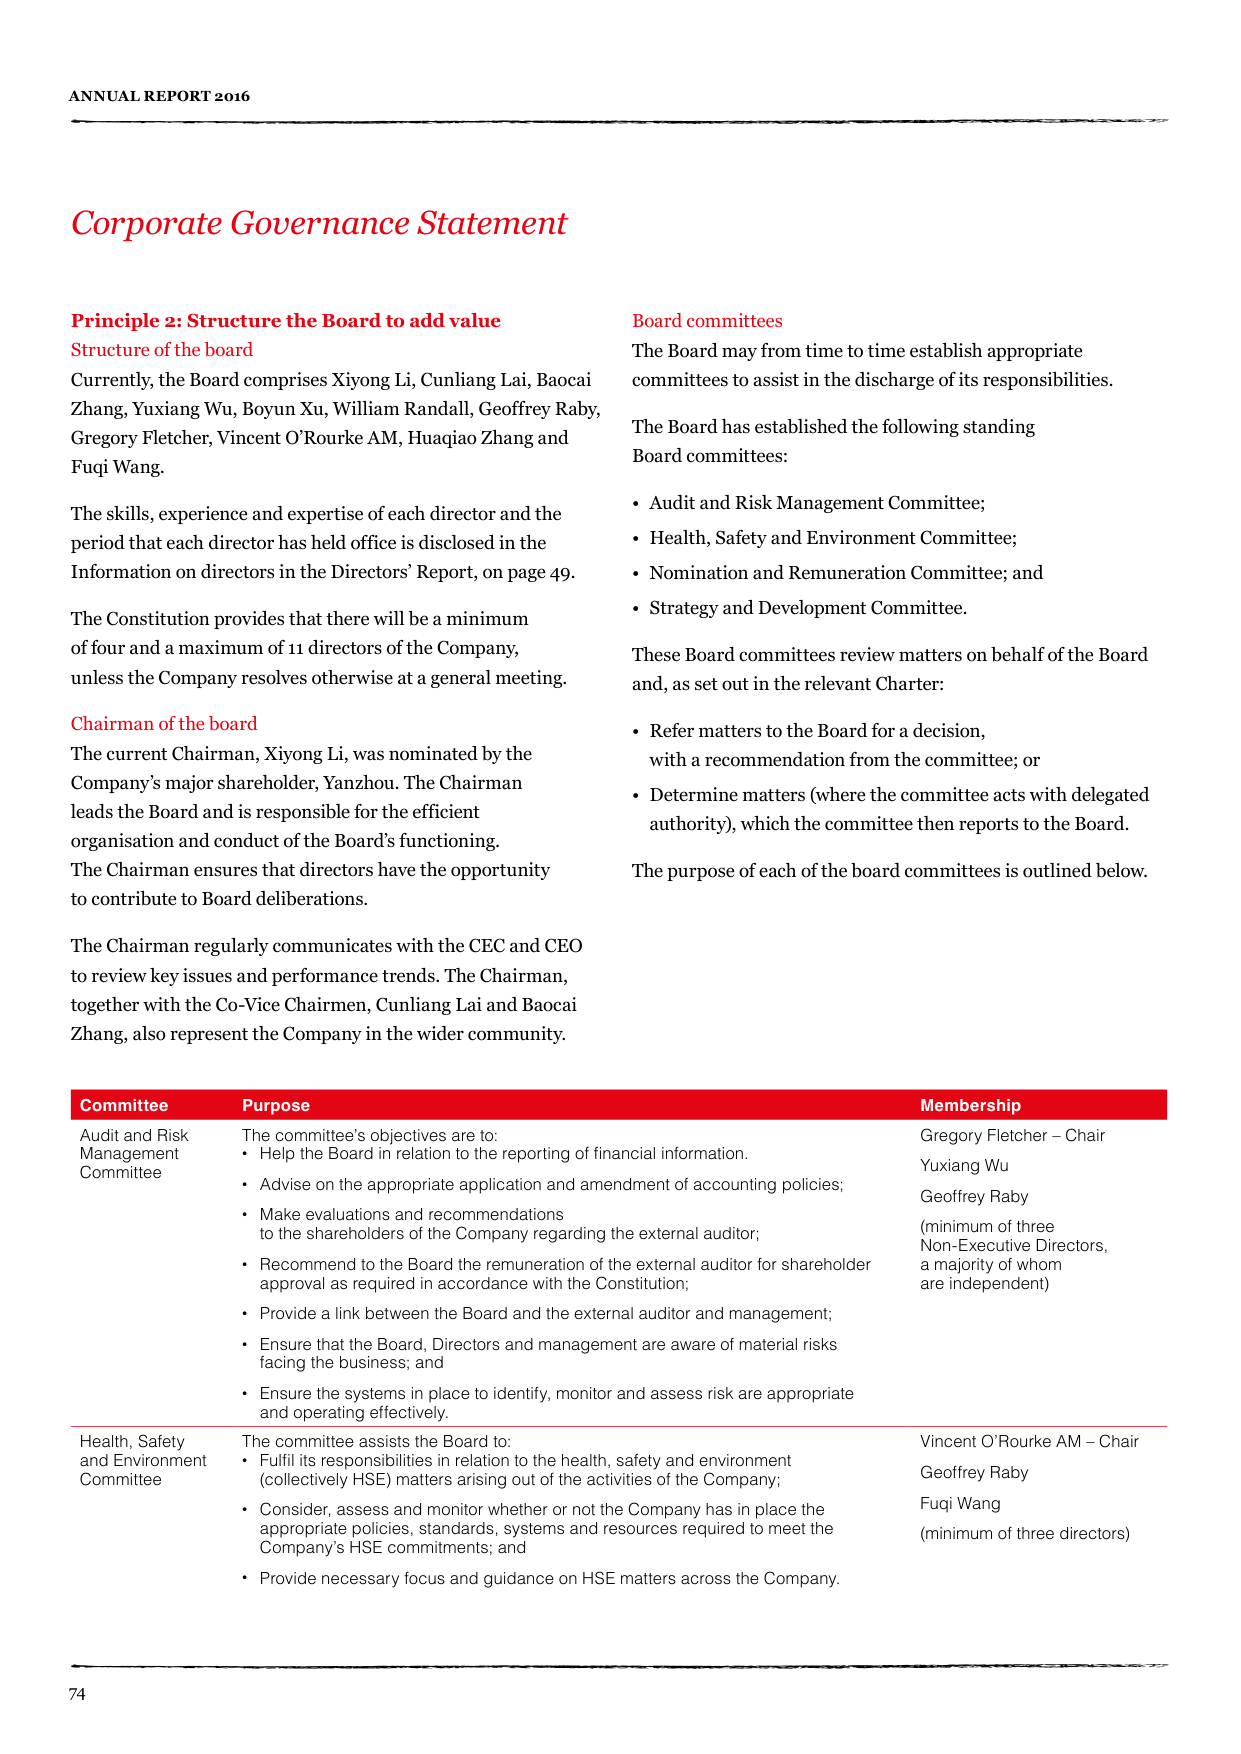 ANNUAL REPORT 2016
Corporate Governance Statement
Principle 2: Structure the Board to add value
Structure of the board
Currently, the Board comprises Xiyong Li, Cunliang Lai, Baocai
Zhang, Yuxiang Wu, Boyun Xu, William Randall, Geoffrey Raby,
Gregory Fletcher, Vincent O’Rourke AM, Huaqiao Zhang and
Fuqi Wang.
The skills, experience and expertise of each director and the
period that each director has held office is disclosed in the
Information on directors in the Directors’ Report, on page 49.
The Constitution provides that there will be a minimum
of four and a maximum of 11 directors of the Company,
unless the Company resolves otherwise at a general meeting.
Chairman of the board
The current Chairman, Xiyong Li, was nominated by the
Company’s major shareholder, Yanzhou. The Chairman
leads the Board and is responsible for the efficient
organisation and conduct of the Board’s functioning.
The Chairman ensures that directors have the opportunity
to contribute to Board deliberations.
The Chairman regularly communicates with the CEC and CEO
to review key issues and performance trends. The Chairman,
together with the Co-Vice Chairmen, Cunliang Lai and Baocai
Zhang, also represent the Company in the wider community.
Board committees
The Board may from time to time establish appropriate
committees to assist in the discharge of its responsibilities.
The Board has established the following standing
Board committees:
• Audit and Risk Management Committee;
• Health, Safety and Environment Committee;
• Nomination and Remuneration Committee; and
• Strategy and Development Committee.
These Board committees review matters on behalf of the Board
and, as set out in the relevant Charter:
• Refer matters to the Board for a decision,
with a recommendation from the committee; or
• Determine matters (where the committee acts with delegated
authority), which the committee then reports to the Board.
The purpose of each of the board committees is outlined below.
Committee Purpose Membership
Audit and Risk
Management
Committee
The committee’s objectives are to:
• Help the Board in relation to the reporting of financial information.
• Advise on the appropriate application and amendment of accounting policies;
• Make evaluations and recommendations
to the shareholders of the Company regarding the external auditor;
• Recommend to the Board the remuneration of the external auditor for shareholder
approval as required in accordance with the Constitution;
• Provide a link between the Board and the external auditor and management;
• Ensure that the Board, Directors and management are aware of material risks
facing the business; and
• Ensure the systems in place to identify, monitor and assess risk are appropriate
and operating effectively.
Gregory Fletcher – Chair
Yuxiang Wu
Geoffrey Raby
(minimum of three
Non-Executive Directors,
a majority of whom
are independent)
Health, Safety
and Environment
Committee
The committee assists the Board to:
• Fulfil its responsibilities in relation to the health, safety and environment
(collectively HSE) matters arising out of the activities of the Company;
• Consider, assess and monitor whether or not the Company has in place the
appropriate policies, standards, systems and resources required to meet the
Company’s HSE commitments; and
• Provide necessary focus and guidance on HSE matters across the Company.
Vincent O’Rourke AM – Chair
Geoffrey Raby
Fuqi Wang
(minimum of three directors)
74